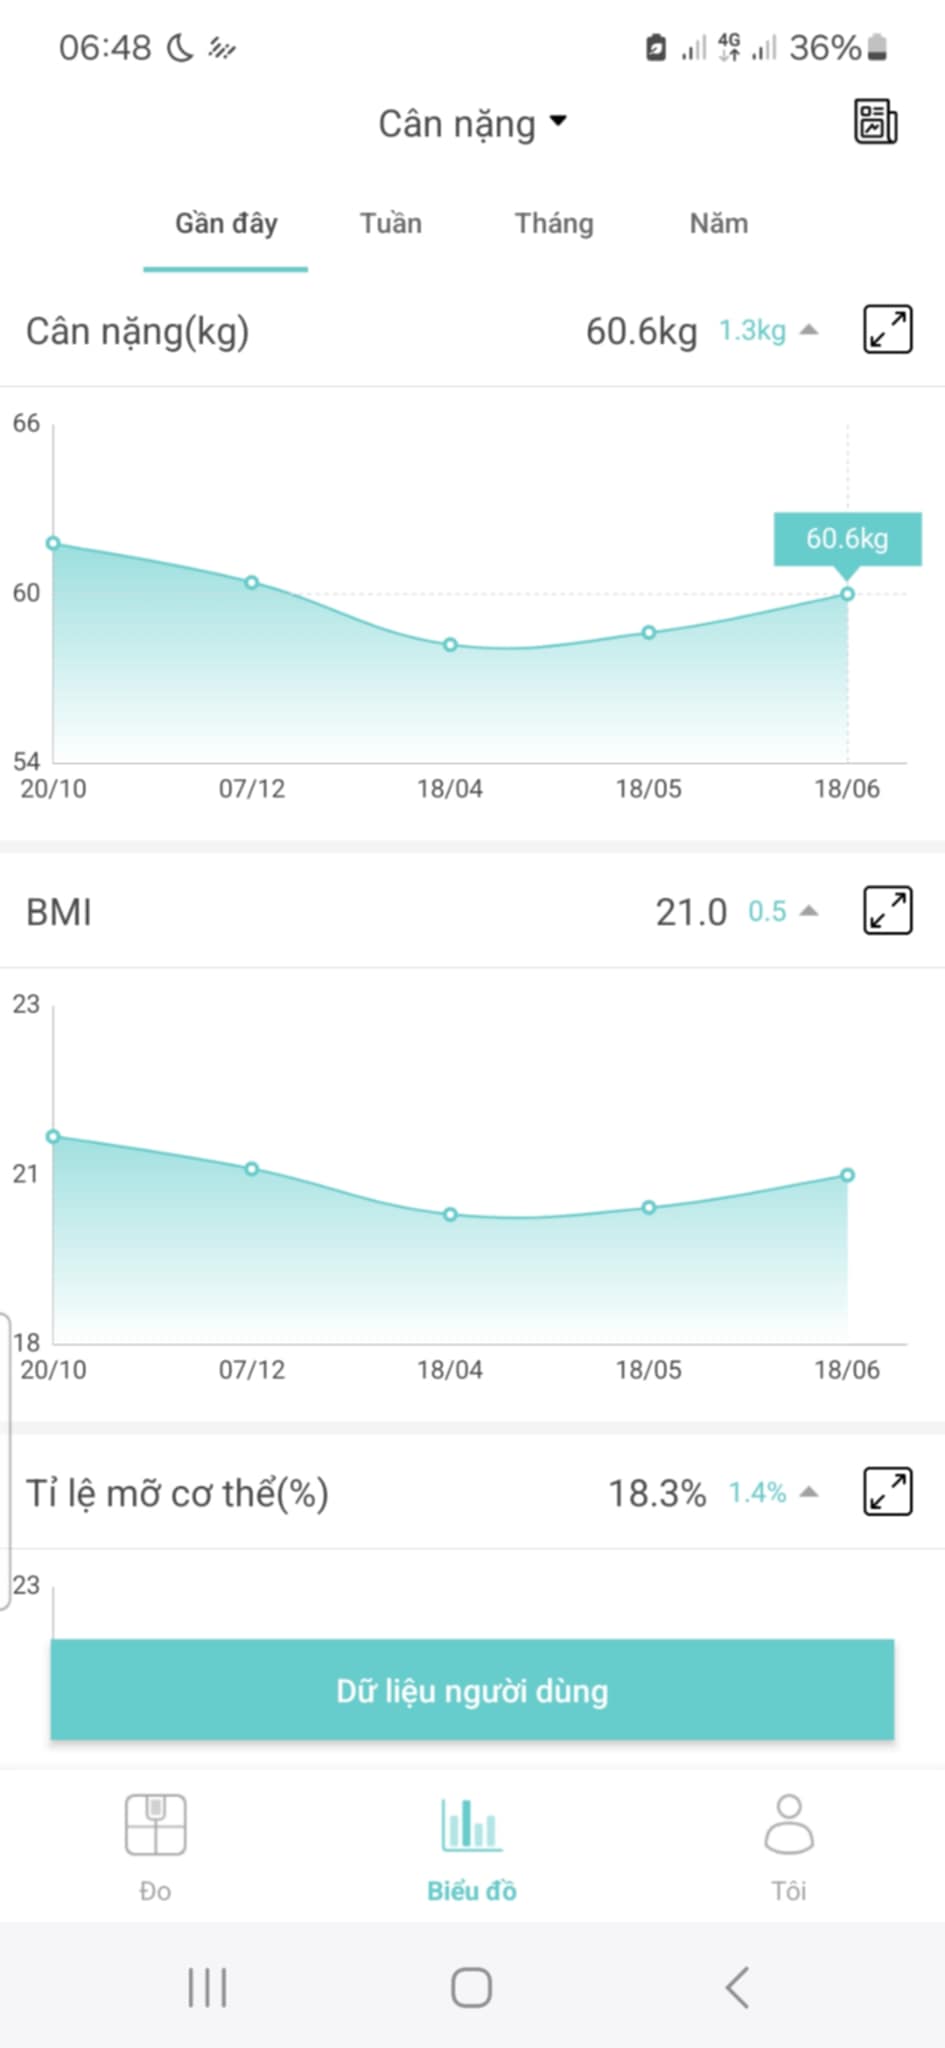 06:48 4G 36%
Cân nặng
Gần đây Tuần Tháng Năm
Cân nặng(kg) 60.6kg 1.3kg
66
60.6kg
60
54
20/10 07/12 18/04 18/05 18/06
BMI 21.0 0.5
23
21
18
20/10 07/12 18/04 18/05 18/06
Tỉ lệ mỡ cơ thể(%) 18.3% 1.4%
23
Dữ liệu người dùng
Đo Biểu đồ Tôi